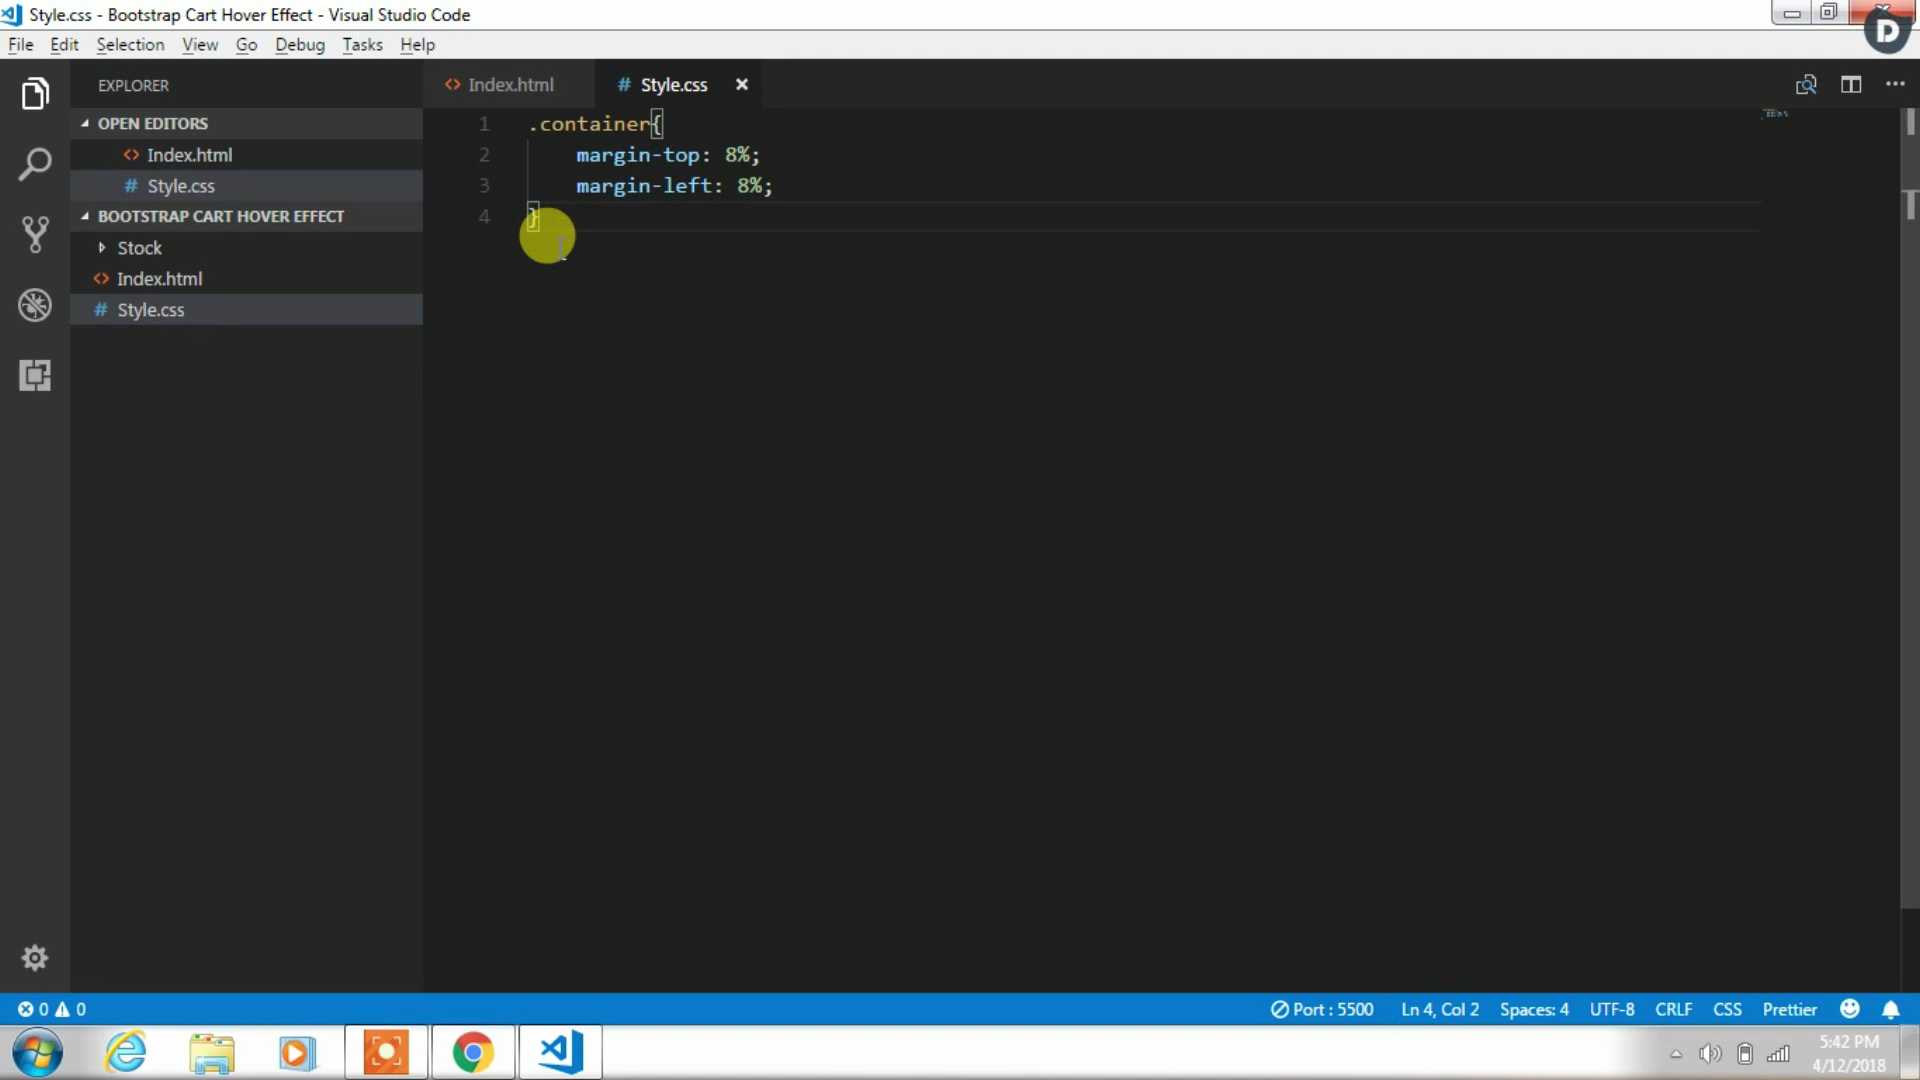 Style.css - Bootstrap Cart Hover Effect - Visual Studio Code
File Edit Selection View Go Debug Tasks Help
EXPLORER
OPEN EDITORS
Index.html
# Style.css
BOOTSTRAP CART HOVER EFFECT
Stock
Index.html
# Style.css
Index.html # Style.css
1 .container{
2 margin-top: 8%;
3 margin-left: 8%;
4 }
D
0 0 Port : 5500 Ln 4, Col 2 Spaces: 4 UTF-8 CRLF CSS Prettier
5:42 PM
4/12/2018